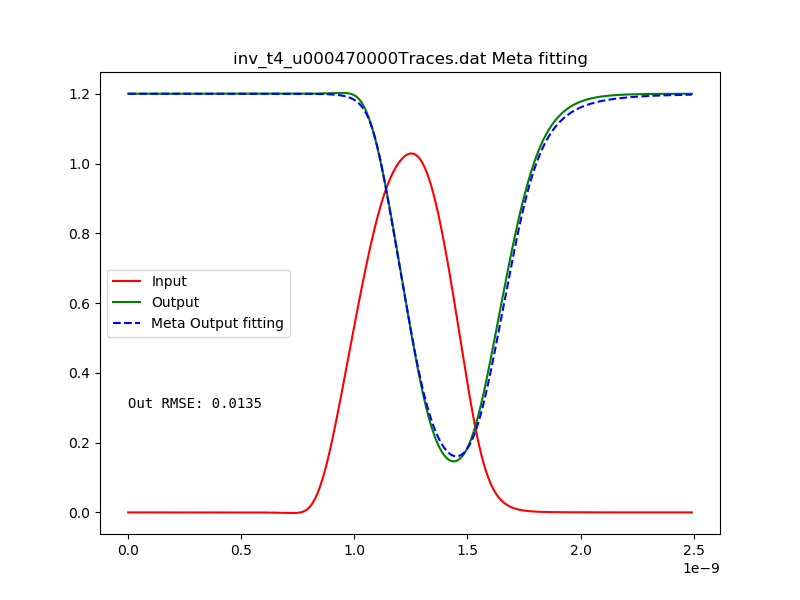 inv_t4_u000470000Traces.dat Meta fitting
1.2
1.0
0.8
0.6
0.4
0.2
0.0
Input
Output
Meta Output fitting
Out RMSE: 0.0135
0.0 0.5 1.0 1.5 2.0 2.5
1e−9